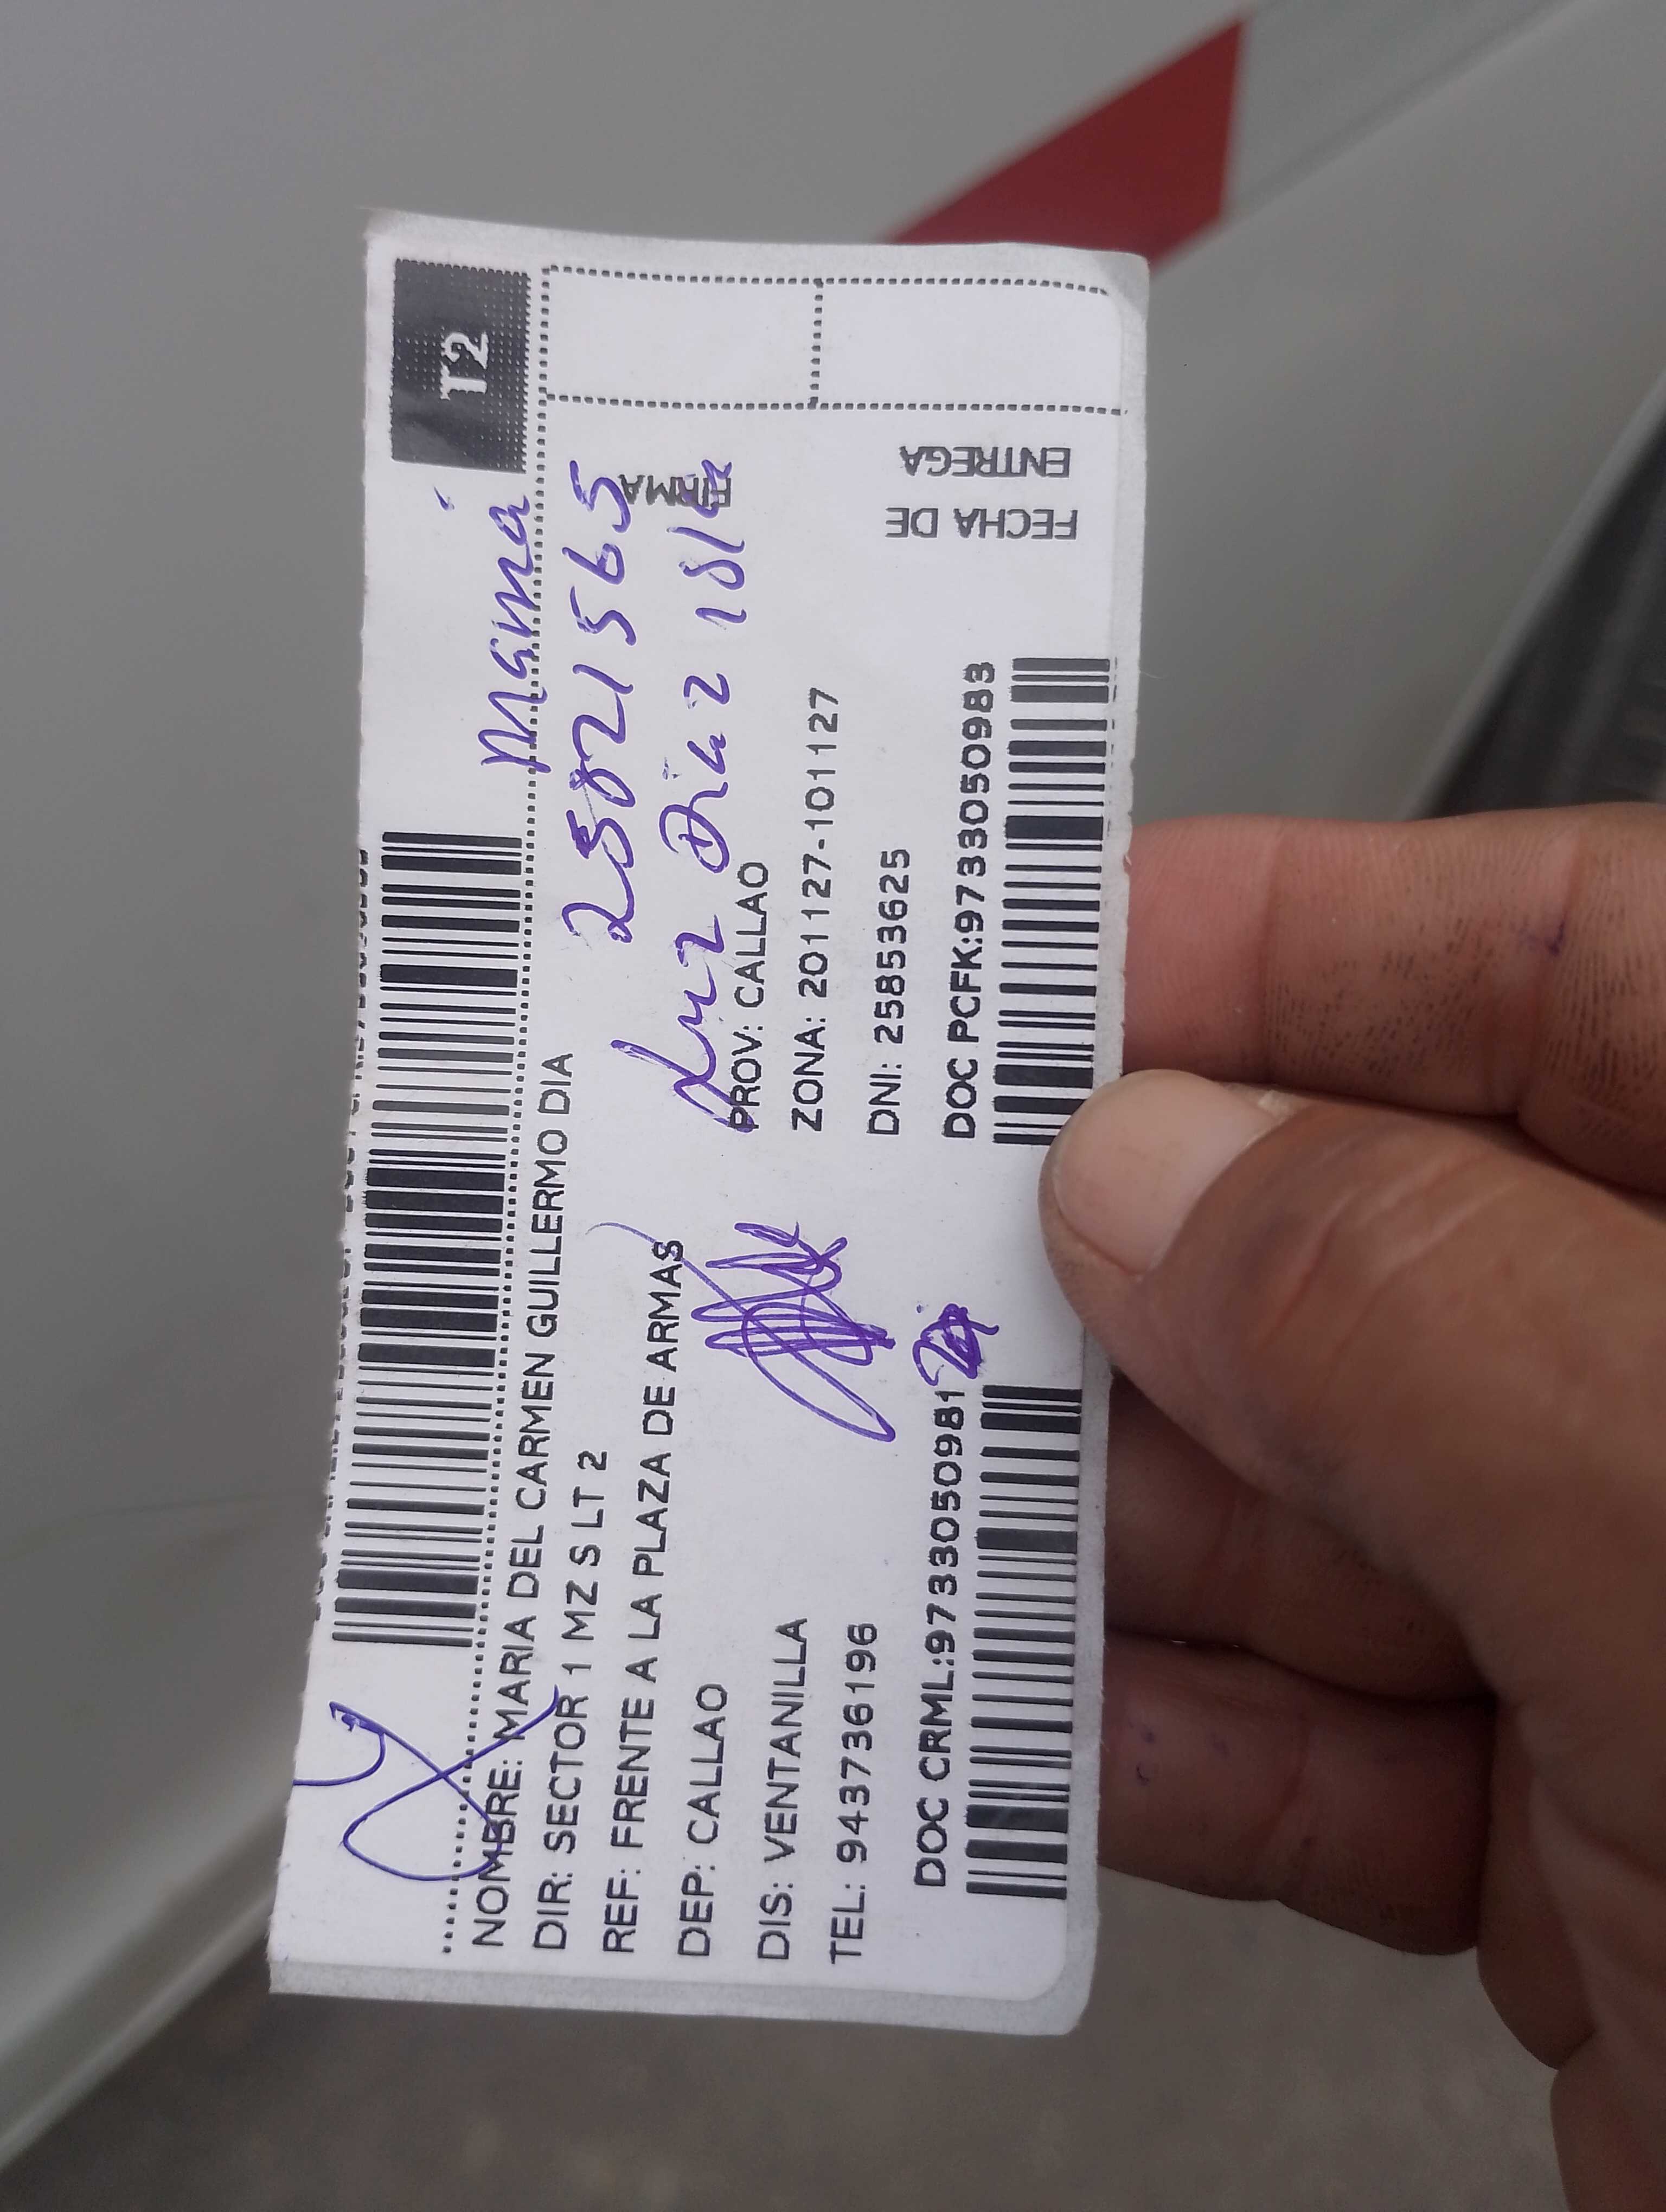 T2
Mamá
NOMBRE: MARIA DEL CARMEN GUILLERMO DIA
DIR: SECTOR 1 MZ S LT 2
25821565
REF: FRENTE A LA PLAZA DE ARMAS
Luz Diaz
FIRMA
DEP: CALLAO PROV: CALLAO
DIS: VENTANILLA ZONA: 201127-101127
TEL: 943736196 DNI: 25853625
FECHA DE ENTREGA
DOC CRML:9733050981 DOC PCFK:9733050983